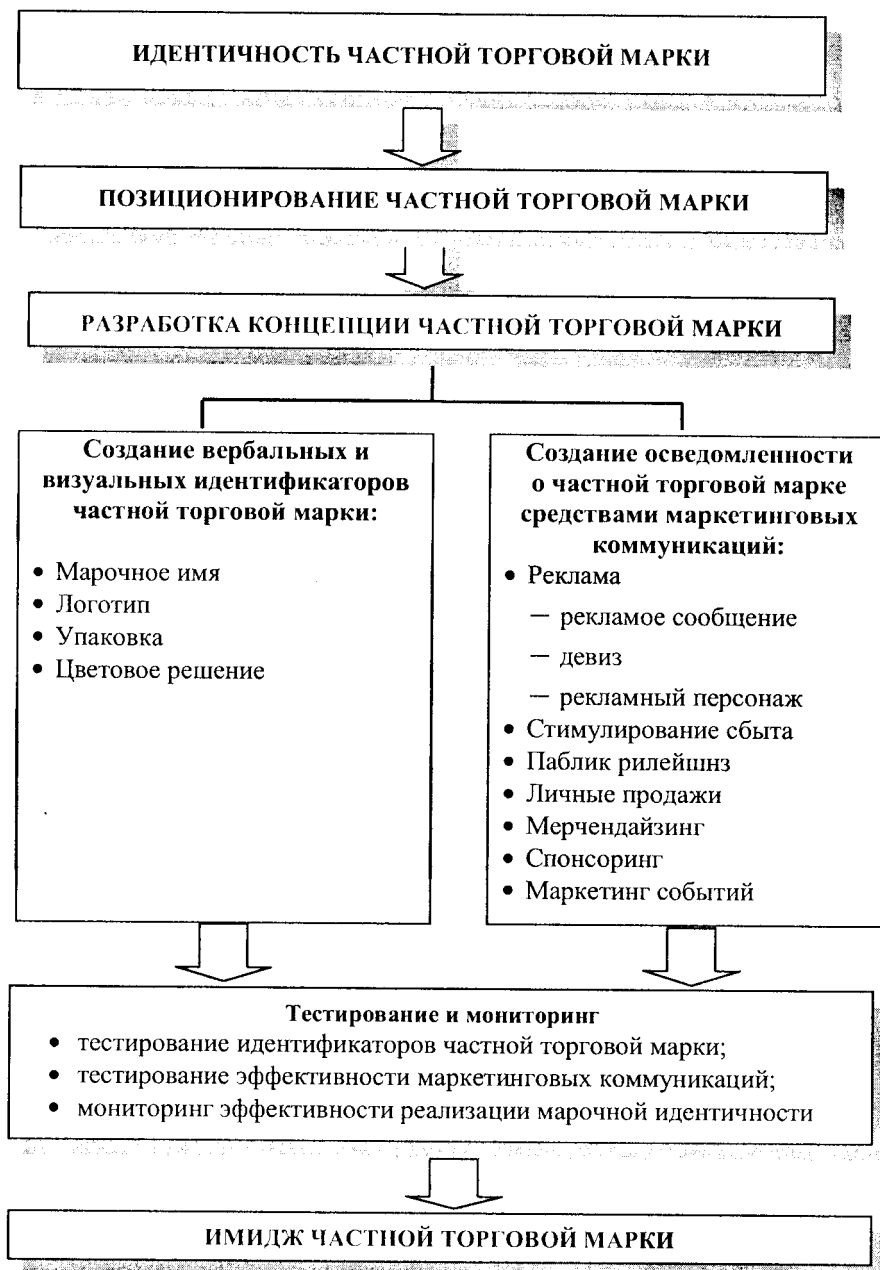 ИДЕНТИЧНОСТЬ ЧАСТНОЙ ТОРГОВОЙ МАРКИ
ПОЗИЦИОНИРОВАНИЕ ЧАСТНОЙ ТОРГОВОЙ МАРКИ
РАЗРАБОТКА КОНЦЕПЦИИ ЧАСТНОЙ ТОРГОВОЙ МАРКИ
Создание вербальных и
визуальных идентификаторов
частной торговой марки:
• Марочное имя
• Логотип
• Упаковка
• Цветовое решение
Создание осведомленности
о частной торговой марке
средствами маркетинговых
коммуникаций:
• Реклама
— рекламое сообщение
— девиз
— рекламный персонаж
• Стимулирование сбыта
• Паблик рилейшнз
• Личные продажи
• Мерчендайзинг
• Спонсоринг
• Маркетинг событий
Тестирование и мониторинг
• тестирование идентификаторов частной торговой марки;
• тестирование эффективности маркетинговых коммуникаций;
• мониторинг эффективности реализации марочной идентичности
ИМИДЖ ЧАСТНОЙ ТОРГОВОЙ МАРКИ